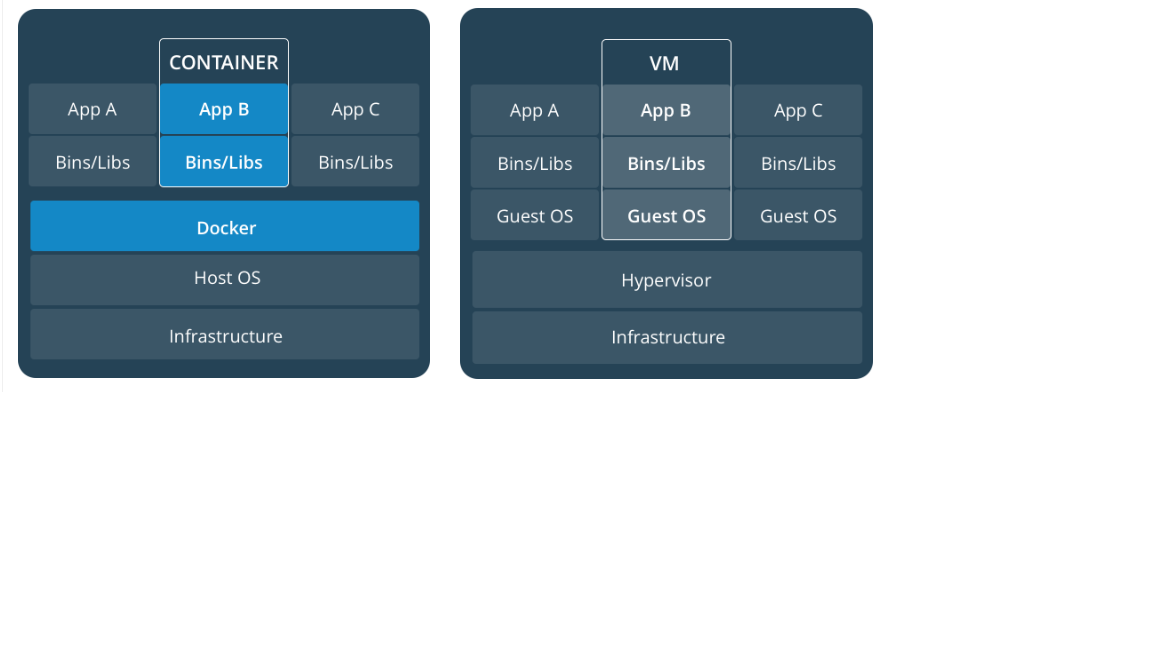 CONTAINER
App A
App B
App C
Bins/Libs
Bins/Libs
Bins/Libs
Docker
Host OS
Infrastructure
VM
App A
App B
App C
Bins/Libs
Bins/Libs
Bins/Libs
Guest OS
Guest OS
Guest OS
Hypervisor
Infrastructure